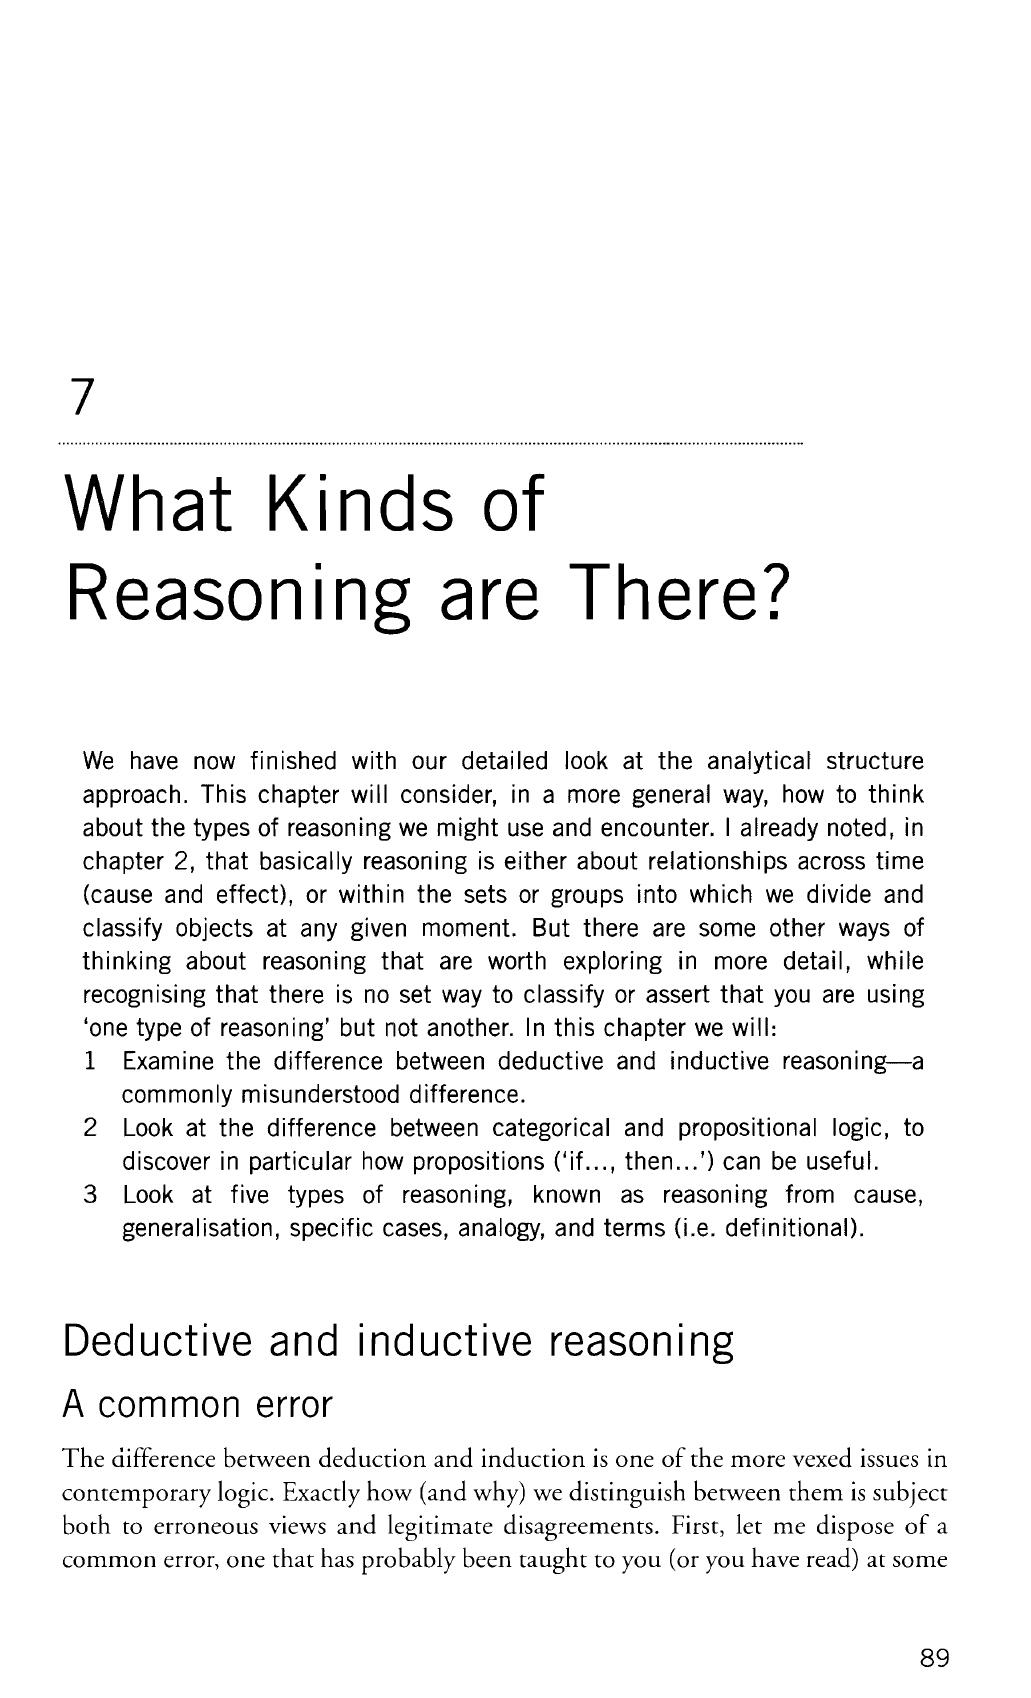 7
What Kinds of
Reasoning are There?
We have now finished with our detailed look at the analytical structure
approach. This chapter will consider, in a more general way, how to think
about the types of reasoning we might use and encounter. I already noted, in
chapter 2, that basically reasoning is either about relationships across time
(cause and effect), or within the sets or groups into which we divide and
classify objects at any given moment. But there are some other ways of
thinking about reasoning that are worth exploring in more detail, while
recognising that there is no set way to classify or assert that you are using
‘one type of reasoning’ but not another. In this chapter we will:
1 Examine the difference between deductive and inductive reasoning—a
commonly misunderstood difference.
2 Look at the difference between categorical and propositional logic, to
discover in particular how propositions (‘if..., then...’) can be useful.
3 Look at five types of reasoning, known as reasoning from cause,
generalisation, specific cases, analogy, and terms (i.e. definitional).
Deductive and inductive reasoning
A common error
The difference between deduction and induction is one of the more vexed issues in
contemporary logic. Exactly how (and why) we distinguish between them is subject
both to erroneous views and legitimate disagreements. First, let me dispose of a
common error, one that has probably been taught to you (or you have read) at some
89